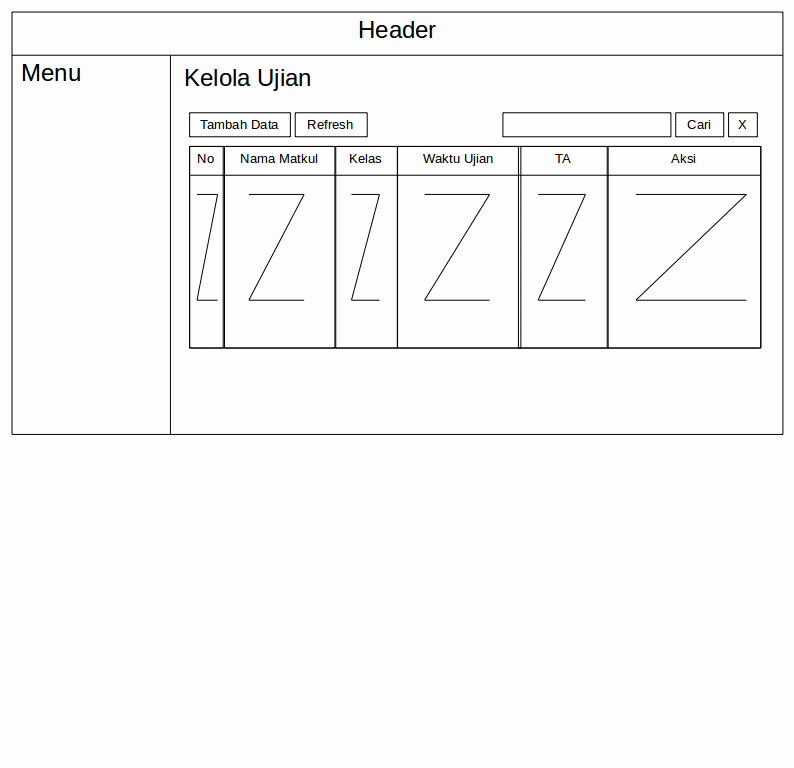 Header
Menu
Kelola Ujian
Tambah Data Refresh Cari X
No Nama Matkul Kelas Waktu Ujian TA Aksi